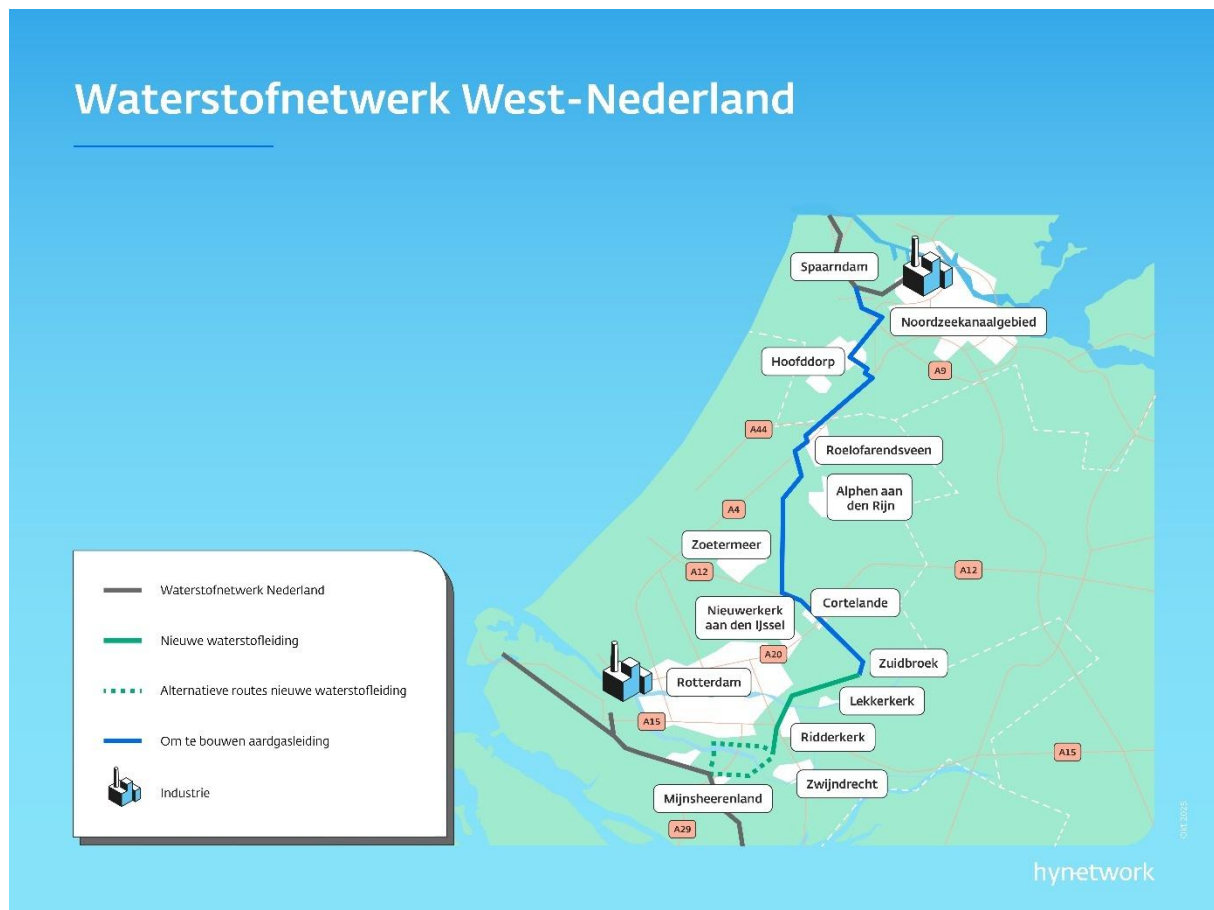 Waterstofnetwerk West-Nederland
Spaarndam
Noordzeekanaalgebied
Hoofddorp
A9
A44
Roelofarendsveen
Alphen aan
den Rijn
A4
Zoetermeer
A12
A12
Cortelande
Nieuwerkerk
aan den IJssel
A20
Zuidbroek
Rotterdam
Lekkerkerk
A15
Ridderkerk
A15
Zwijndrecht
Mijnsheerenland
A29
Waterstofnetwerk Nederland
Nieuwe waterstofleiding
Alternatieve routes nieuwe waterstofleiding
Om te bouwen aardgasleiding
Industrie
Okt 2025
hynetwork